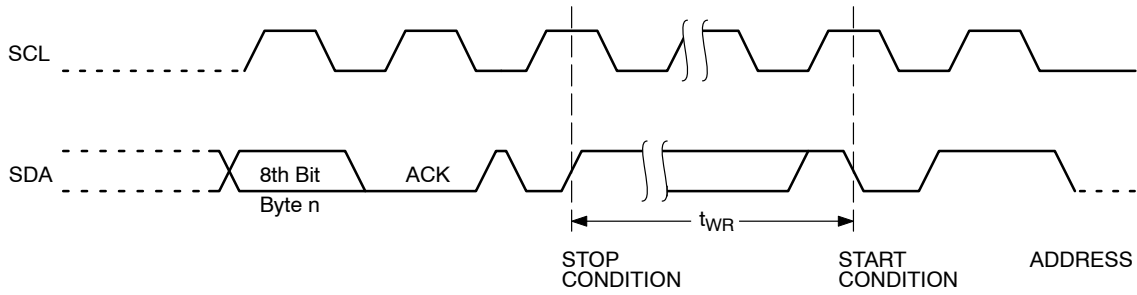 SCL
SDA
8th Bit
Byte n
ACK
tWR
STOP
CONDITION
START
CONDITION
ADDRESS